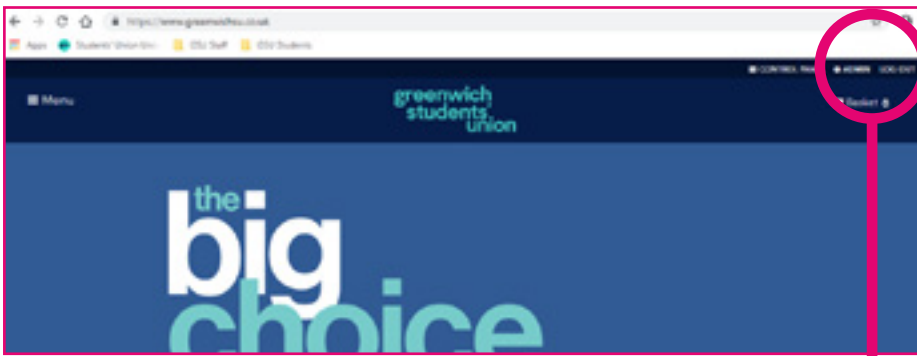 https://www.greenwichsu.co.uk
Apps Students' Union Uni... GSU Staff GSU Students
CONTROL ADMIN LOG OUT
Menu
greenwich
students'
union
Basket
the
big
choice